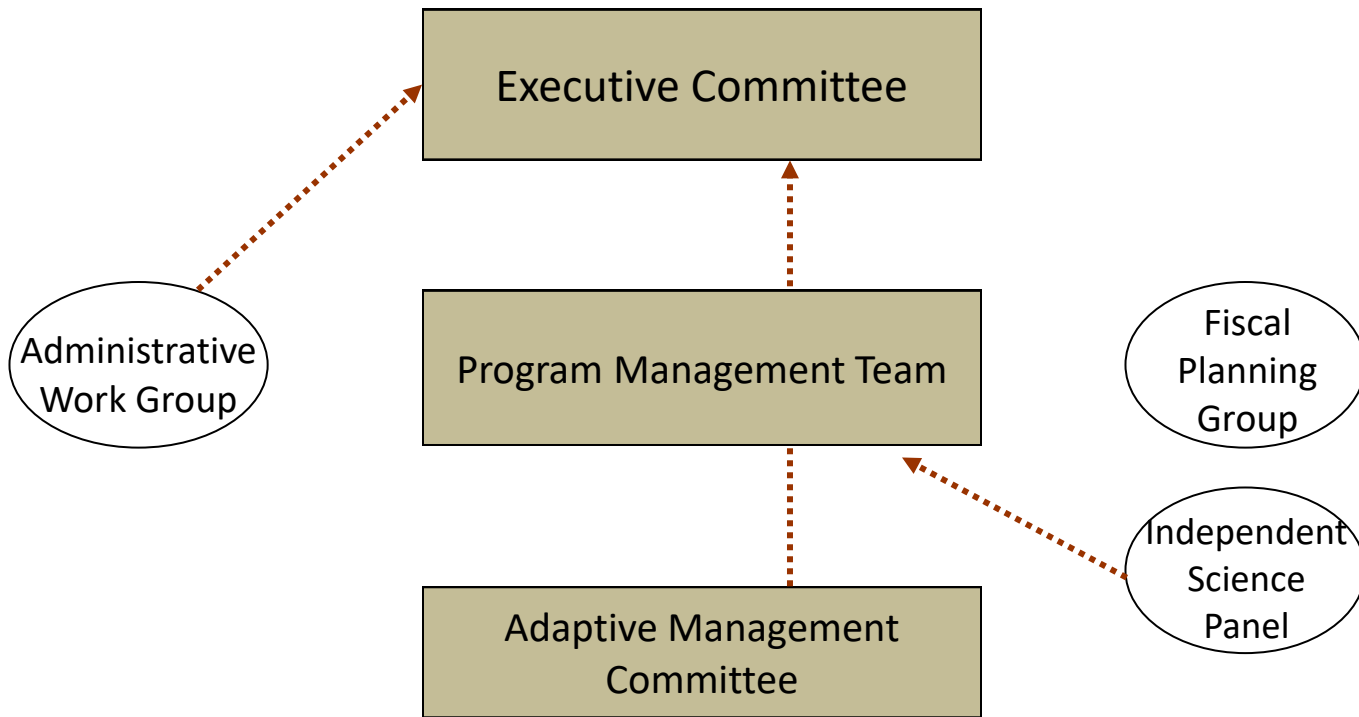 Executive Committee
Administrative
Work Group
Program Management Team
Fiscal
Planning
Group
Independent
Science
Panel
Adaptive Management
Committee